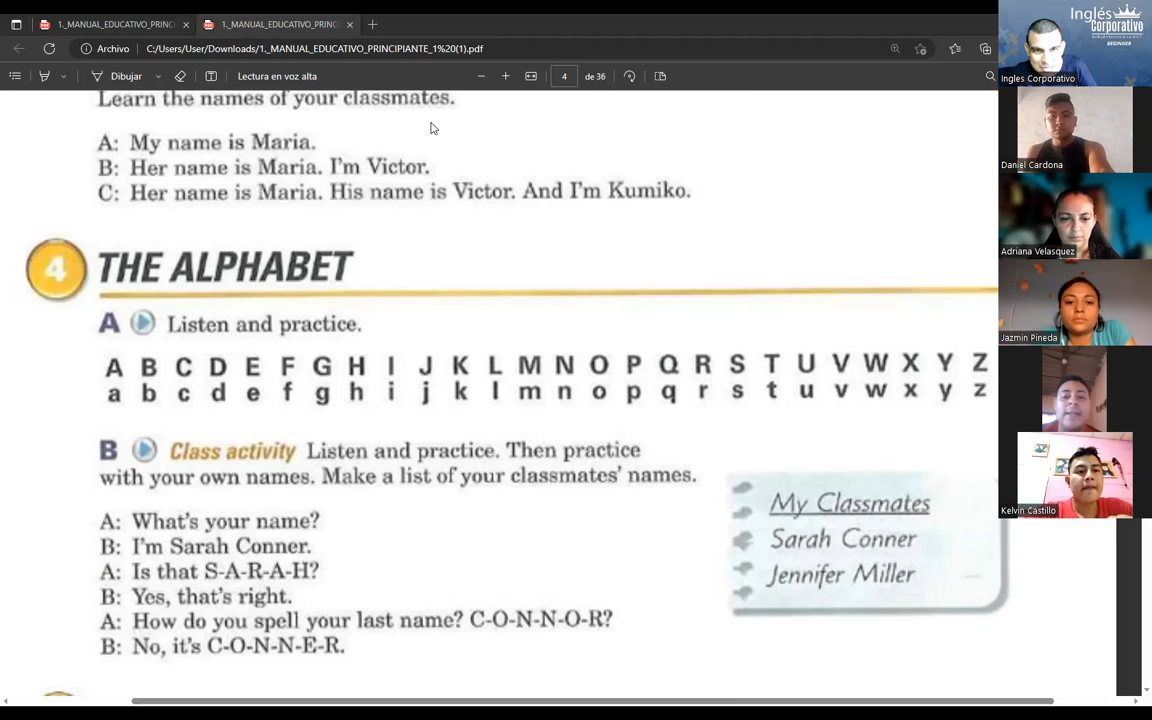 1._MANUAL_EDUCATIVO_PRINCI
1._MANUAL_EDUCATIVO_PRINC
Archivo
C:/Users/User/Downloads/1._MANUAL_EDUCATIVO_PRINCIPIANTE_1%20(1).pdf
Dibujar
Lectura en voz alta
4
de 36
Learn the names of your classmates.
A: My name is Maria.
B: Her name is Maria. I'm Victor.
C: Her name is Maria. His name is Victor. And I'm Kumiko.
4 THE ALPHABET
A Listen and practice.
A B C D E F G H I J K L M N O P Q R S T U V W X Y Z
a b c d e f g h i j k l m n o p q r s t u v w x y z
B Class activity Listen and practice. Then practice
with your own names. Make a list of your classmates' names.
A: What's your name?
B: I'm Sarah Conner.
A: Is that S-A-R-A-H?
B: Yes, that's right.
A: How do you spell your last name? C-O-N-N-O-R?
B: No, it's C-O-N-N-E-R.
My Classmates
Sarah Conner
Jennifer Miller
Inglés
Corporativo
BEGINNER
Ingles Corporativo
Daniel Cardona
Adriana Velasquez
Jazmin Pineda
Kelvin Castillo